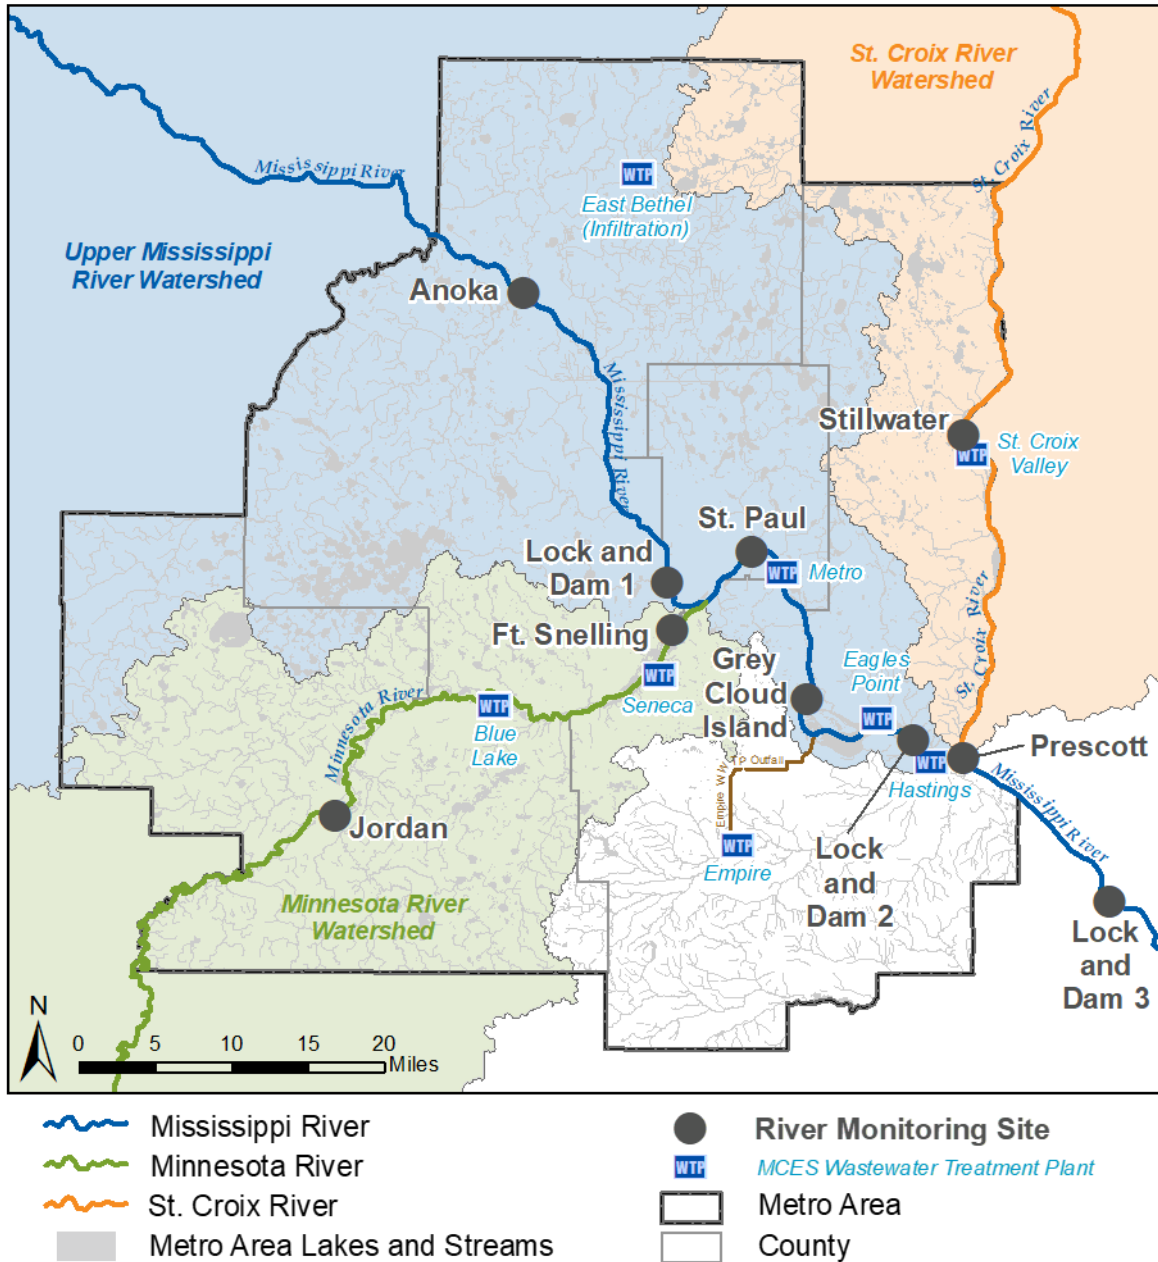 St. Croix River
Watershed
St. Croix River
Mississippi River
WTP
East Bethel
(Infiltration)
Upper Mississippi
River Watershed
Anoka
Mississippi River
Stillwater
WTP
St. Croix
Valley
St. Paul
Lock and
Dam 1
WTP
Metro
Ft. Snelling
St. Croix River
Grey
Cloud
Island
Eagles
Point
WTP
WTP
Seneca
Minnesota River
WTP
Blue
Lake
Prescott
WTP
Hastings
Empire WWTP Outfall
Mississippi River
Jordan
WTP
Empire
Lock
and
Dam 2
Minnesota River
Watershed
Lock
and
Dam 3
N
0 5 10 15 20
Miles
Mississippi River
Minnesota River
St. Croix River
Metro Area Lakes and Streams
River Monitoring Site
WTP
MCES Wastewater Treatment Plant
Metro Area
County